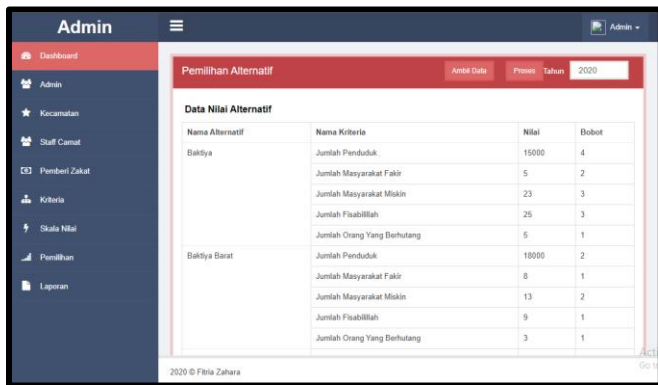 Admin
Admin
Dashboard
Admin
Kecamatan
Staff Camat
Pemberi Zakat
Kriteria
Skala Nilai
Pemilihan
Laporan
Pemilihan Alternatif
Ambil Data
Proses
Tahun
2020
Data Nilai Alternatif
Nama Alternatif Nama Kriteria Nilai Bobot
Baktiya Jumlah Penduduk 15000 4
Jumlah Masyarakat Fakir 5 2
Jumlah Masyarakat Miskin 23 3
Jumlah Fisabilillah 25 3
Jumlah Orang Yang Berhutang 5 1
Baktiya Barat Jumlah Penduduk 18000 2
Jumlah Masyarakat Fakir 8 1
Jumlah Masyarakat Miskin 13 2
Jumlah Fisabilillah 9 1
Jumlah Orang Yang Berhutang 3 1
2020 © Fitria Zahara